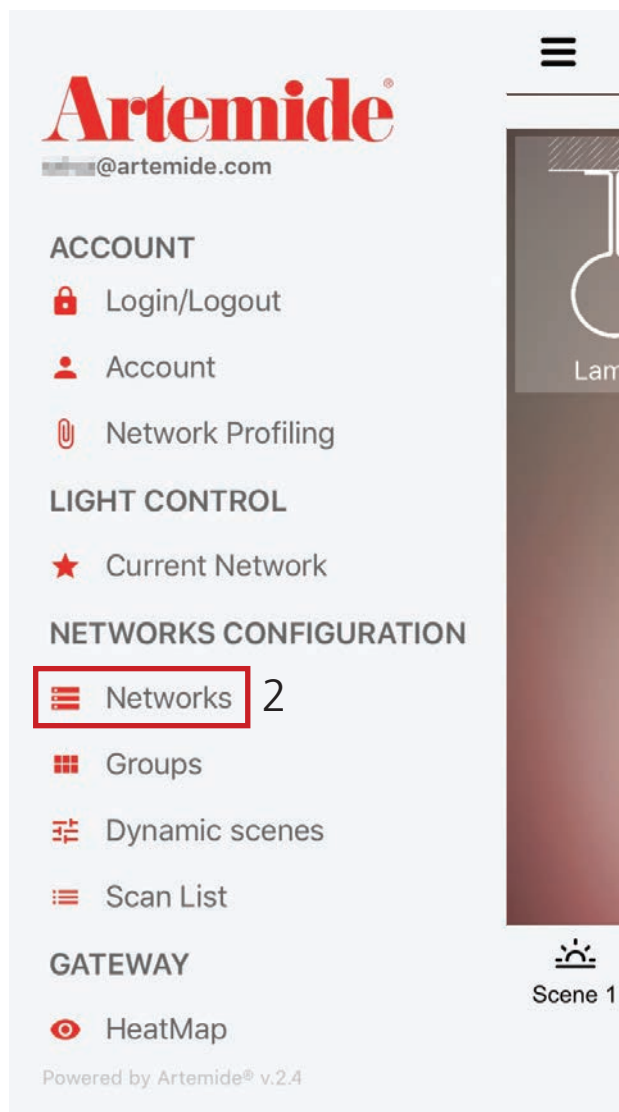 Artemide®
@artemide.com
ACCOUNT
Login/Logout
Account
Network Profiling
LIGHT CONTROL
Current Network
NETWORKS CONFIGURATION
Networks 2
Groups
Dynamic scenes
Scan List
GATEWAY
HeatMap
Powered by Artemide® v.2.4
Lam
Scene 1